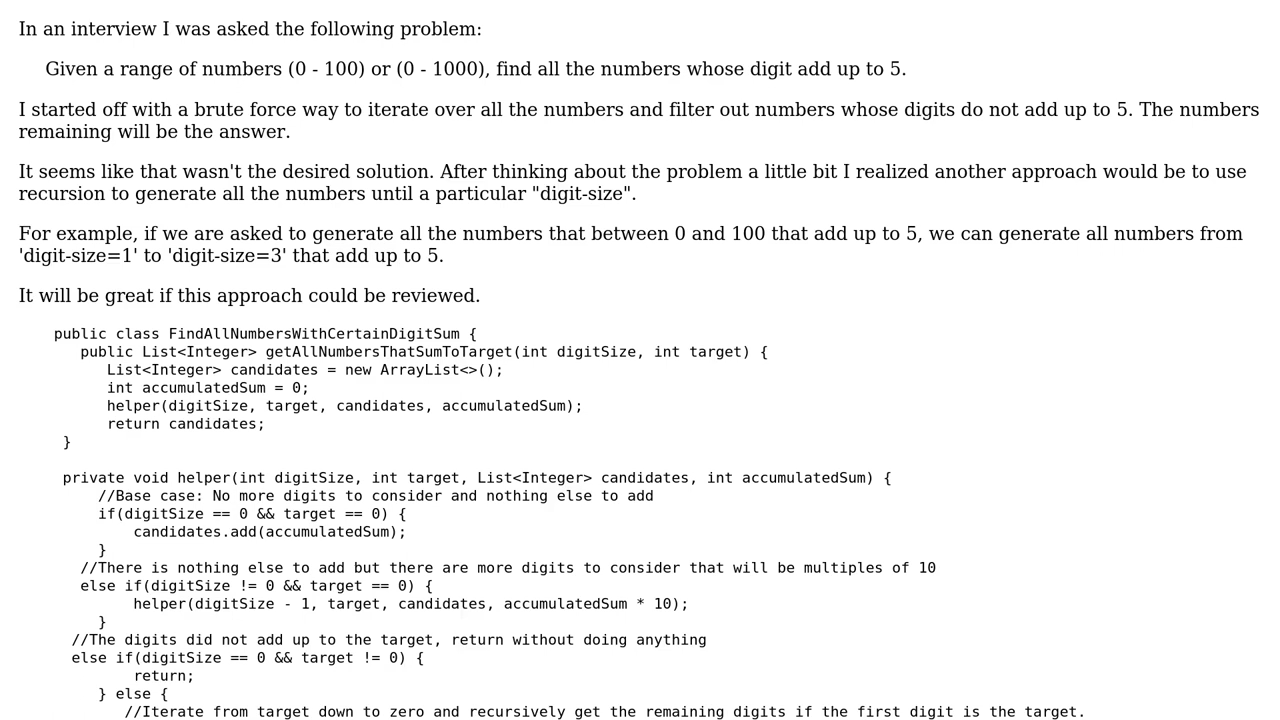 In an interview I was asked the following problem:
Given a range of numbers (0 - 100) or (0 - 1000), find all the numbers whose digit add up to 5.
I started off with a brute force way to iterate over all the numbers and filter out numbers whose digits do not add up to 5. The numbers
remaining will be the answer.
It seems like that wasn't the desired solution. After thinking about the problem a little bit I realized another approach would be to use
recursion to generate all the numbers until a particular "digit-size".
For example, if we are asked to generate all the numbers that between 0 and 100 that add up to 5, we can generate all numbers from
'digit-size=1' to 'digit-size=3' that add up to 5.
It will be great if this approach could be reviewed.
    public class FindAllNumbersWithCertainDigitSum {
       public List<Integer> getAllNumbersThatSumToTarget(int digitSize, int target) {
          List<Integer> candidates = new ArrayList<>();
          int accumulatedSum = 0;
          helper(digitSize, target, candidates, accumulatedSum);
          return candidates;
     }
     private void helper(int digitSize, int target, List<Integer> candidates, int accumulatedSum) {
         //Base case: No more digits to consider and nothing else to add
         if(digitSize == 0 && target == 0) {
             candidates.add(accumulatedSum);
         }
       //There is nothing else to add but there are more digits to consider that will be multiples of 10
       else if(digitSize != 0 && target == 0) {
             helper(digitSize - 1, target, candidates, accumulatedSum * 10);
         }
      //The digits did not add up to the target, return without doing anything
      else if(digitSize == 0 && target != 0) {
             return;
         } else {
            //Iterate from target down to zero and recursively get the remaining digits if the first digit is the target.